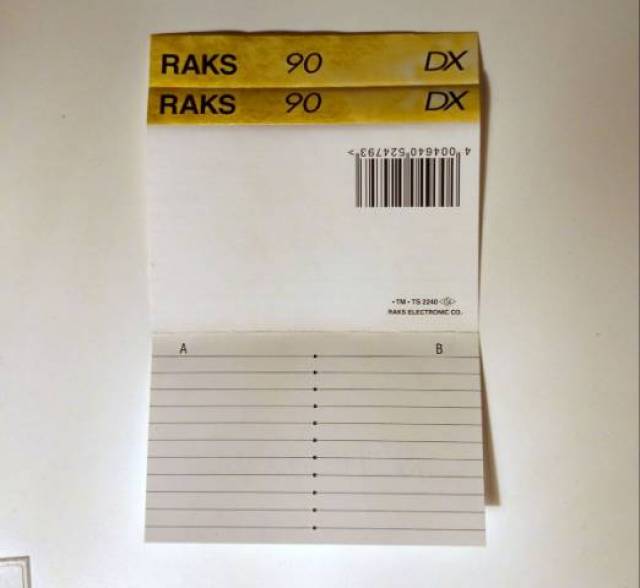 RAKS 90 DX
RAKS 90 DX
4 004640 524793 >
• TM • TS 2240
RAKS ELECTRONIC CO.
A B